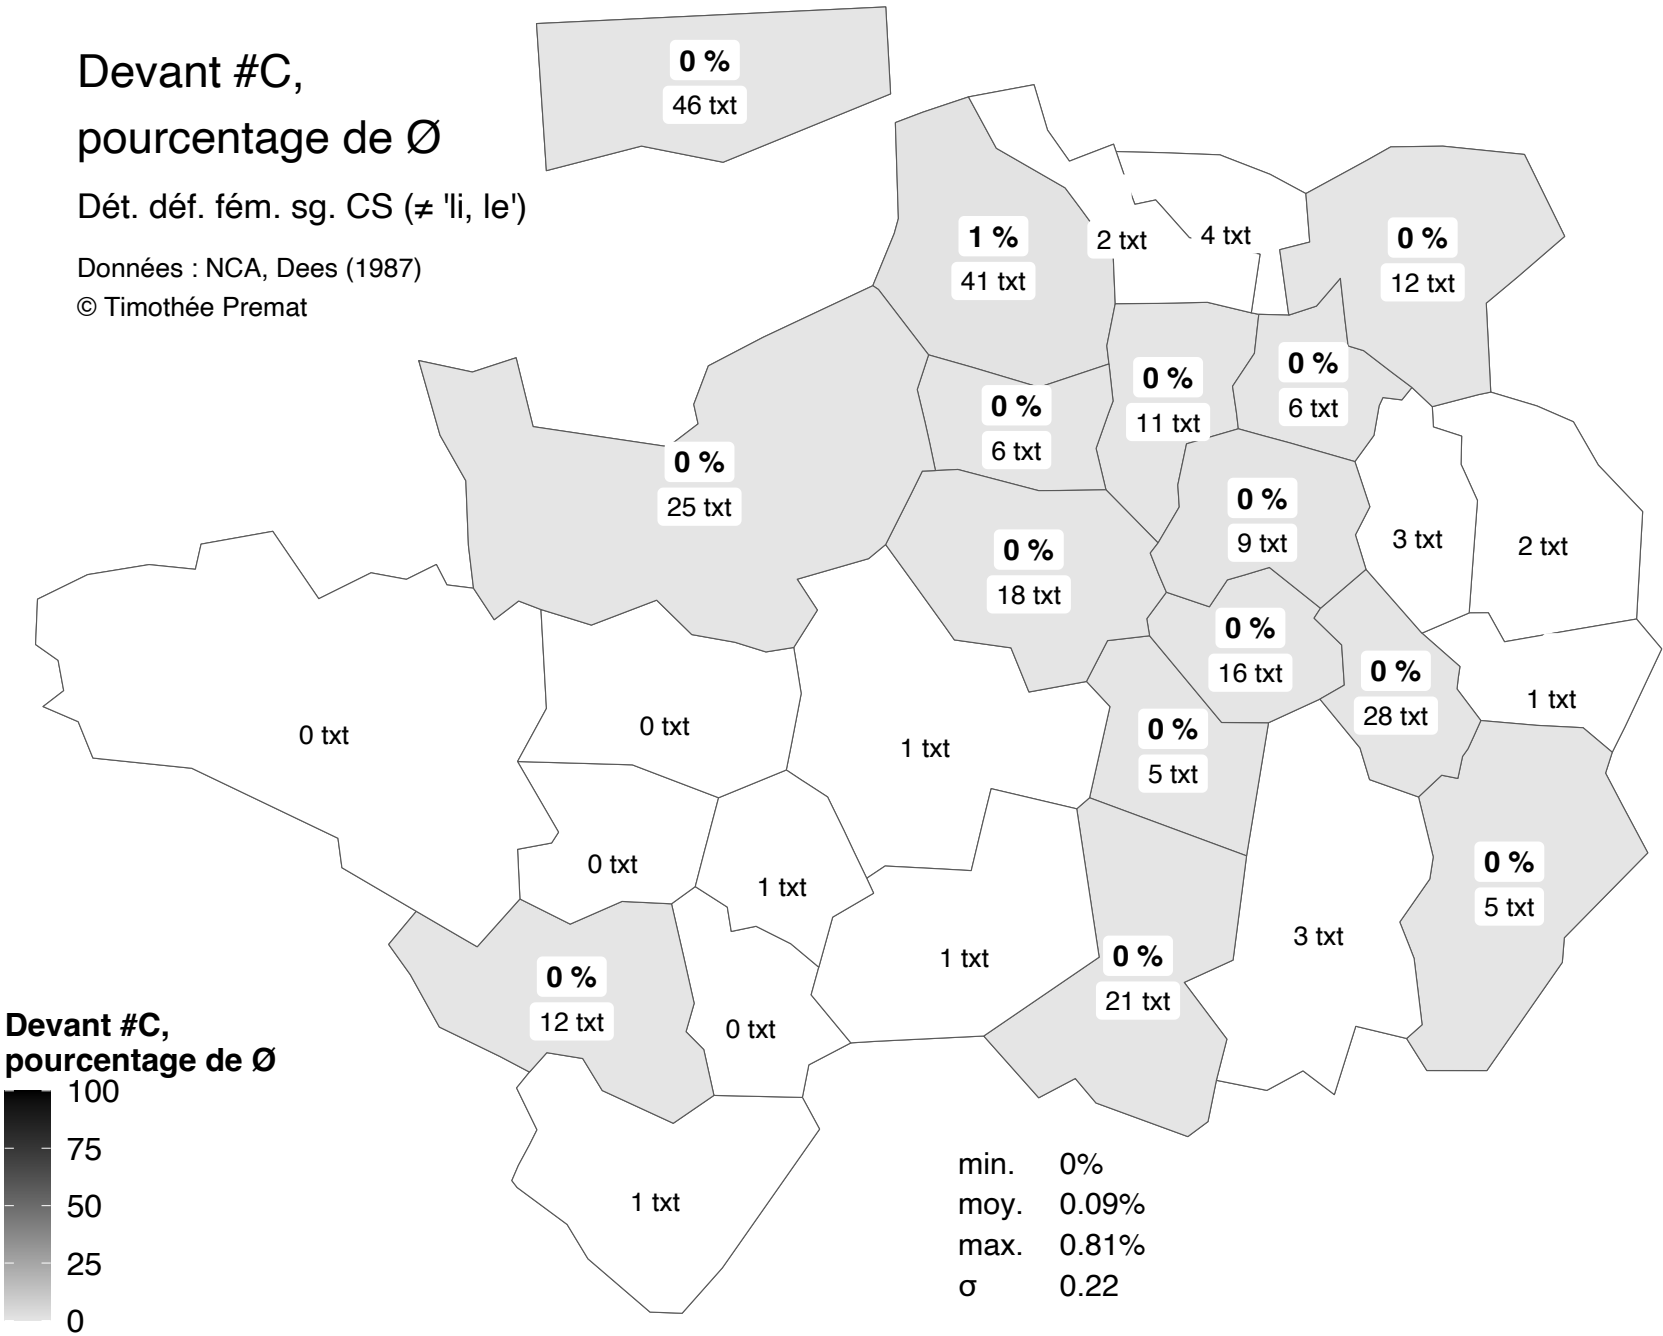 Devant #C,
pourcentage de Ø
Dét. déf. fém. sg. CS (≠ 'li, le')
Données : NCA, Dees (1987)
© Timothée Premat
0 %
46 txt
1 %
41 txt
2 txt
4 txt
0 %
12 txt
0 %
6 txt
0 %
11 txt
0 %
6 txt
0 %
25 txt
0 %
9 txt
3 txt
2 txt
0 %
18 txt
0 %
16 txt
0 %
28 txt
1 txt
0 txt
0 txt
1 txt
0 %
5 txt
0 txt
1 txt
0 %
5 txt
1 txt
0 %
21 txt
3 txt
0 %
12 txt
0 txt
1 txt
Devant #C,
pourcentage de Ø
100
75
50
25
0
min. 0%
moy. 0.09%
max. 0.81%
σ 0.22